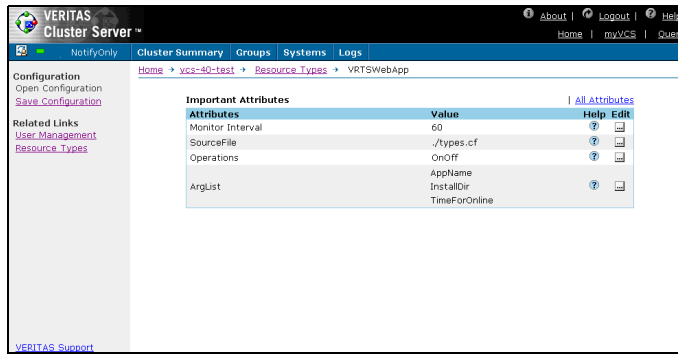 VERITAS
Cluster Server ™
About | Logout | Help
Home | myVCS |
NotifyOnly
Cluster Summary Groups Systems Logs
Home → vcs-40-test → Resource Types → VRTSWebApp
Configuration
Open Configuration
Save Configuration
Related Links
User Management
Resource Types
Important Attributes | All Attributes
Attributes Value Help Edit
Monitor Interval 60
SourceFile ./types.cf
Operations OnOff
ArgList
AppName
InstallDir
TimeForOnline
VERITAS Support